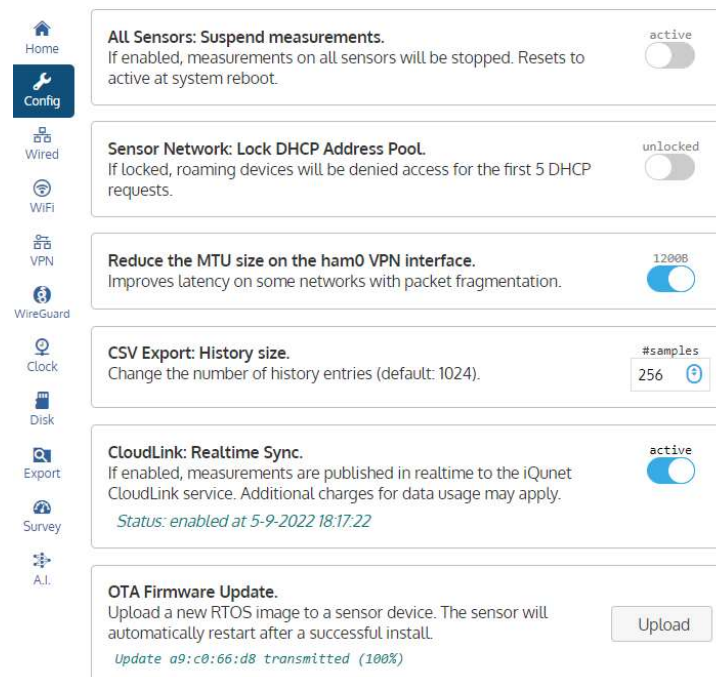 Home
Config
Wired
WiFi
VPN
WireGuard
Clock
Disk
Export
Survey
A.I.
All Sensors: Suspend measurements.
If enabled, measurements on all sensors will be stopped. Resets to
active at system reboot.
active
Sensor Network: Lock DHCP Address Pool.
If locked, roaming devices will be denied access for the first 5 DHCP
requests.
unlocked
Reduce the MTU size on the ham0 VPN interface.
Improves latency on some networks with packet fragmentation.
1200B
CSV Export: History size.
Change the number of history entries (default: 1024).
#samples
256
CloudLink: Realtime Sync.
If enabled, measurements are published in realtime to the iQunet
CloudLink service. Additional charges for data usage may apply.
Status: enabled at 5-9-2022 18:17:22
active
OTA Firmware Update.
Upload a new RTOS image to a sensor device. The sensor will
automatically restart after a successful install.
Update a9:c0:66:d8 transmitted (100%)
Upload